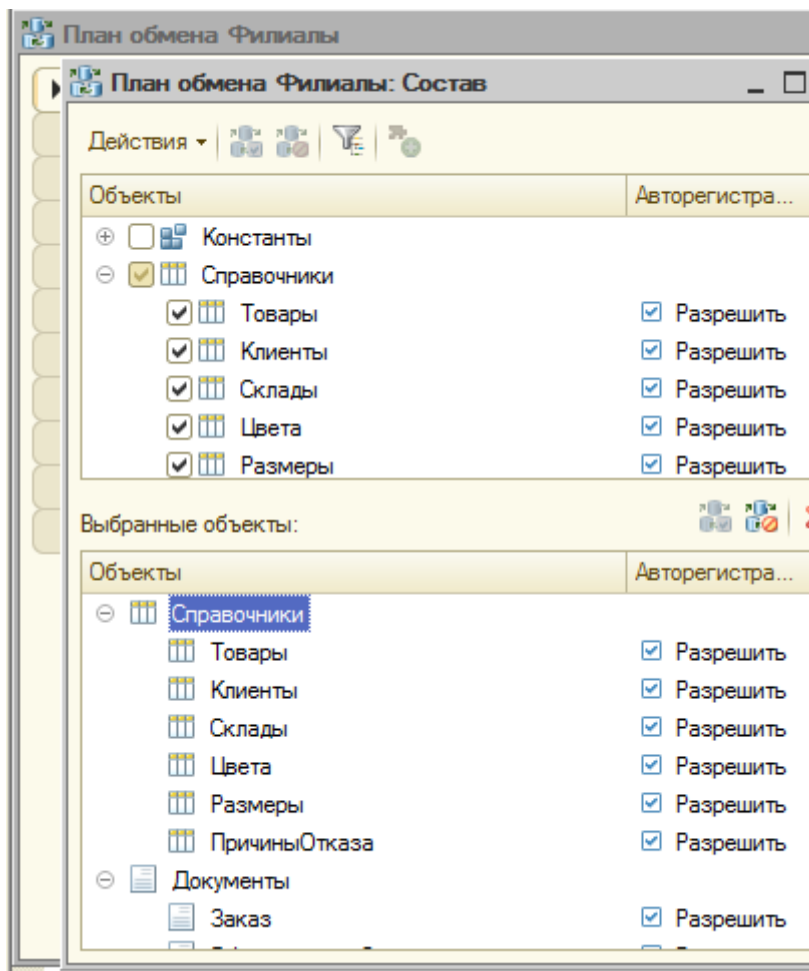 План обмена Филиалы
План обмена Филиалы: Состав
Действия
Объекты Авторегистра...
Константы
Справочники
Товары Разрешить
Клиенты Разрешить
Склады Разрешить
Цвета Разрешить
Размеры Разрешить
Выбранные объекты:
Объекты Авторегистра...
Справочники
Товары Разрешить
Клиенты Разрешить
Склады Разрешить
Цвета Разрешить
Размеры Разрешить
ПричиныОтказа Разрешить
Документы
Заказ Разрешить